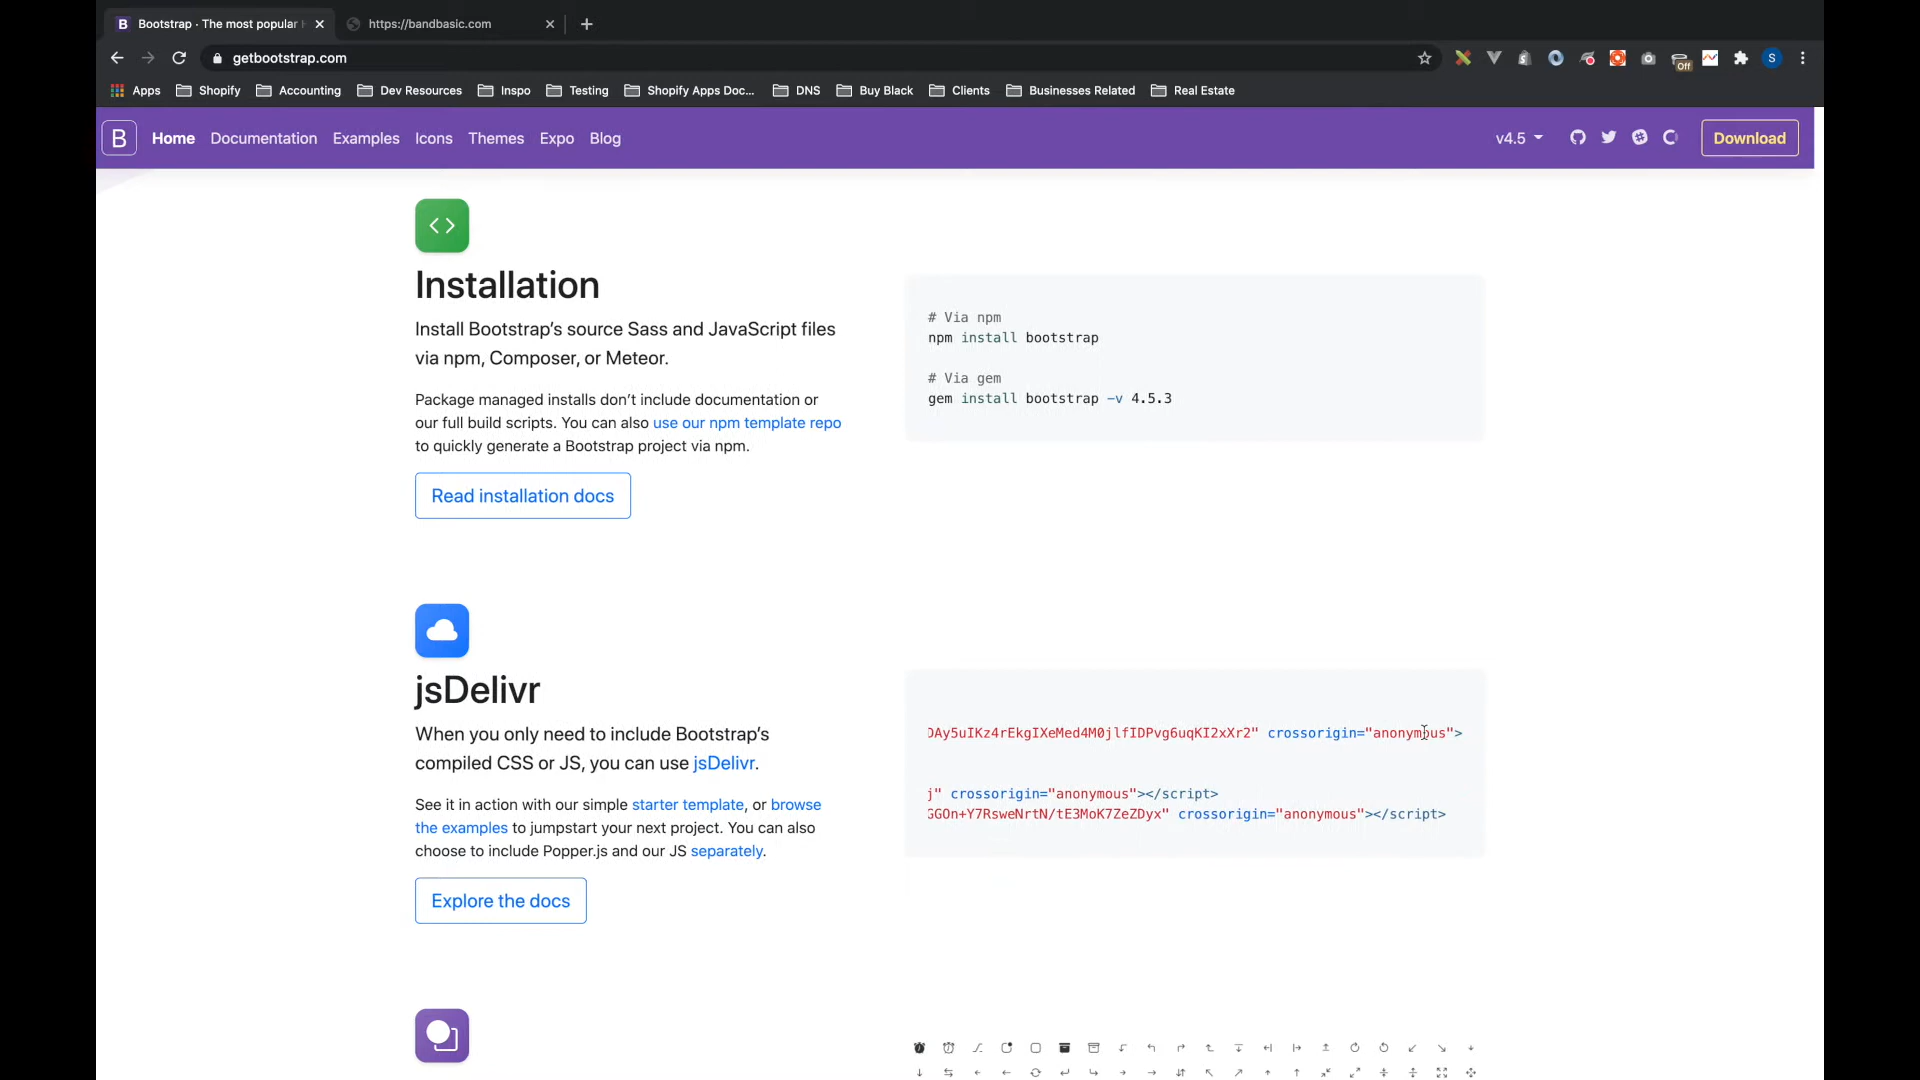 B Bootstrap · The most popular H
https://bandbasic.com
getbootstrap.com
Off
S
Apps Shopify Accounting Dev Resources Inspo Testing Shopify Apps Doc... DNS Buy Black Clients Businesses Related Real Estate
B Home Documentation Examples Icons Themes Expo Blog v4.5 Download
Installation
Install Bootstrap's source Sass and JavaScript files
via npm, Composer, or Meteor.
Package managed installs don't include documentation or
our full build scripts. You can also use our npm template repo
to quickly generate a Bootstrap project via npm.
Read installation docs
# Via npm
npm install bootstrap
# Via gem
gem install bootstrap -v 4.5.3
jsDelivr
When you only need to include Bootstrap's
compiled CSS or JS, you can use jsDelivr.
See it in action with our simple starter template, or browse
the examples to jumpstart your next project. You can also
choose to include Popper.js and our JS separately.
Explore the docs
DAy5uIKz4rEkgIXeMed4M0jlfIDPvg6uqKI2xXr2" crossorigin="anonymous">
j" crossorigin="anonymous"></script>
GGOn+Y7RsweNrtN/tE3MoK7ZeZDyx" crossorigin="anonymous"></script>